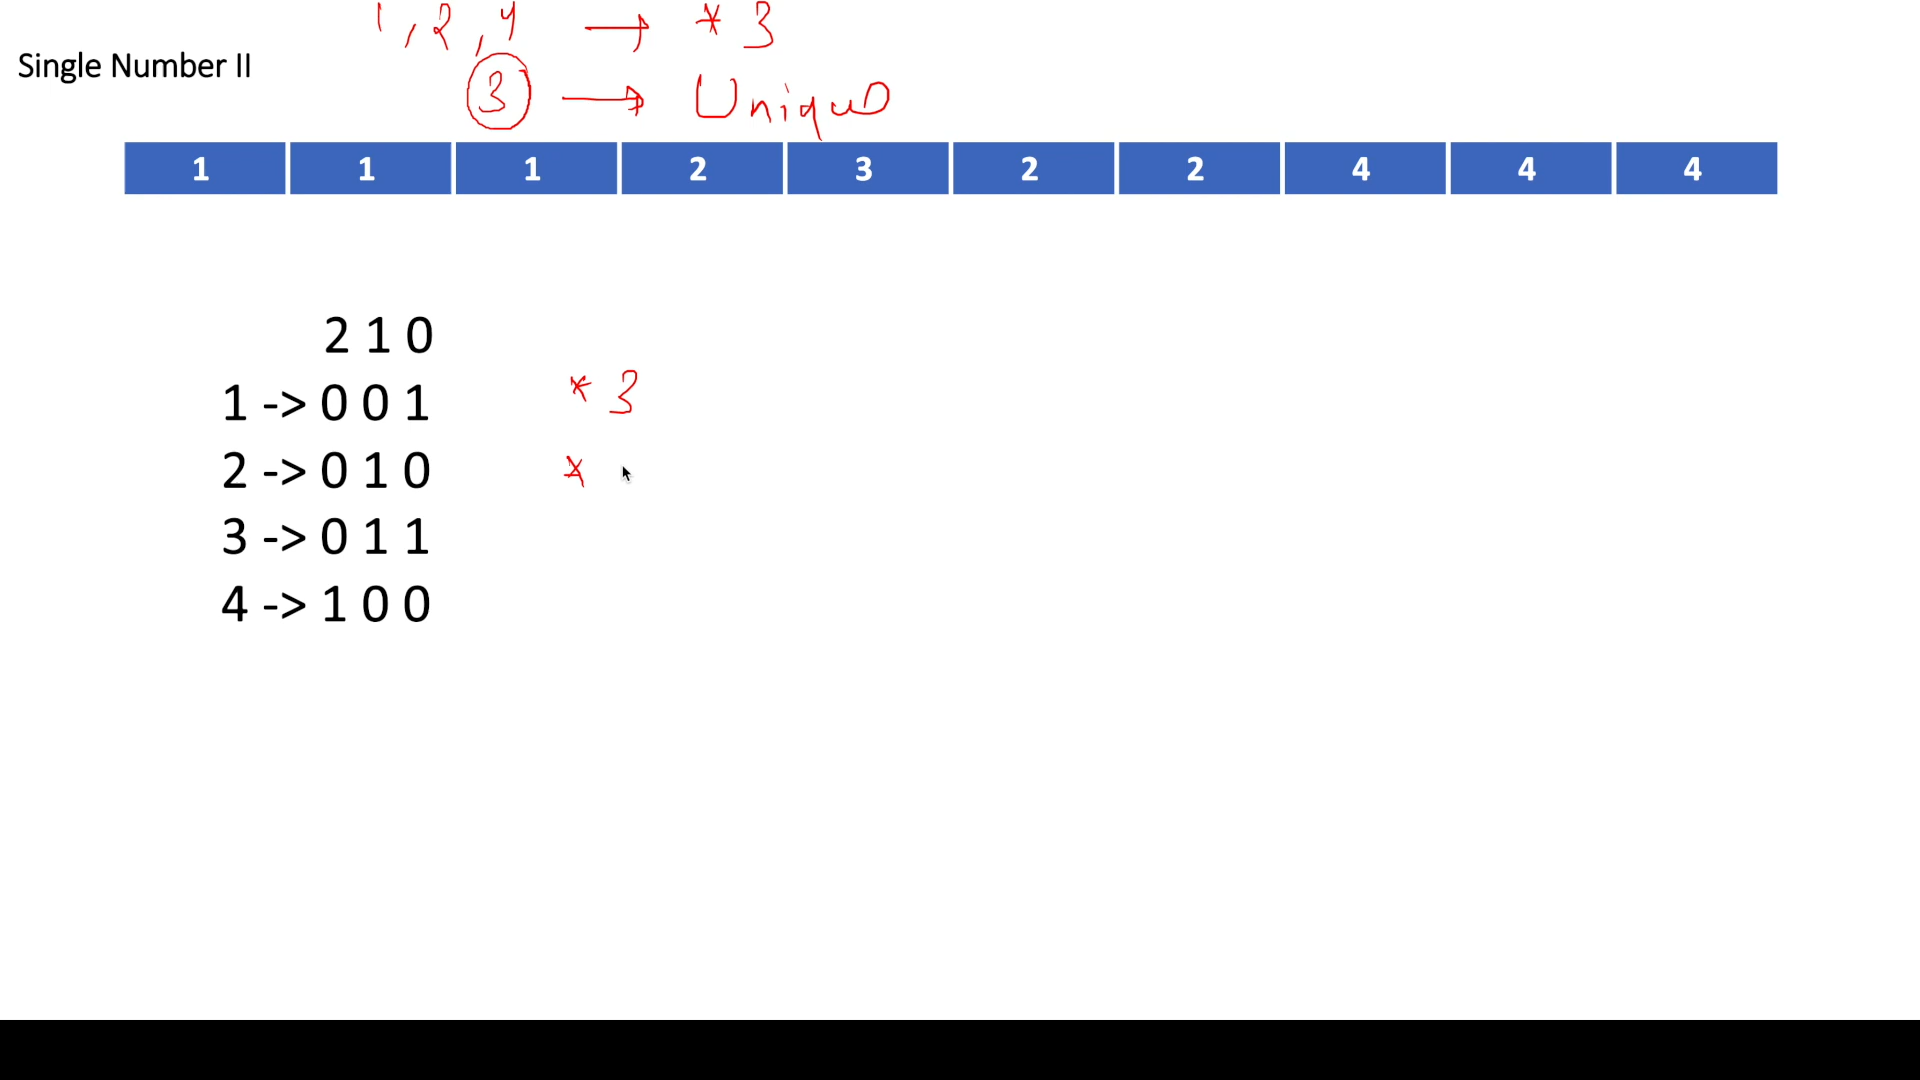 1, 2, 4 → * 3
Single Number II
3 → Unique
1 1 1 2 3 2 2 4 4 4
2 1 0
1 -> 0 0 1 * 3
2 -> 0 1 0 *
3 -> 0 1 1
4 -> 1 0 0